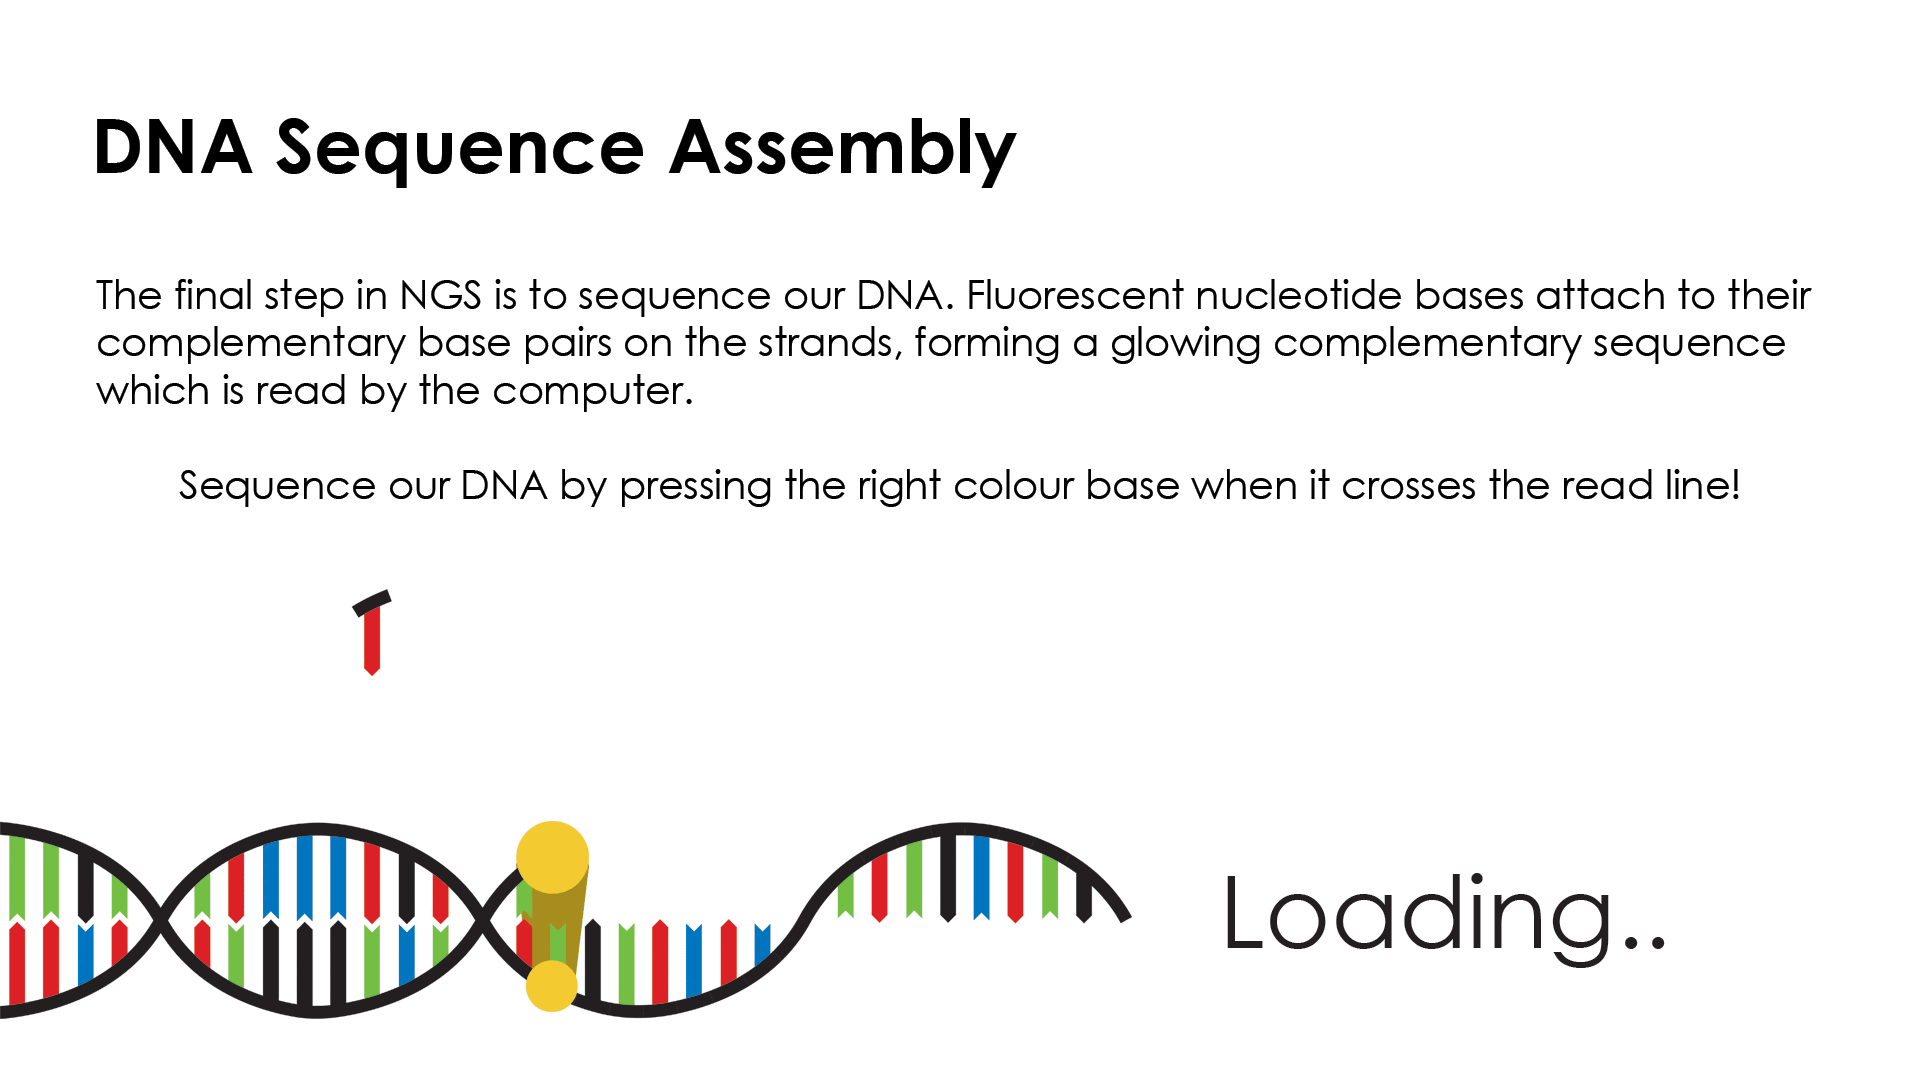 DNA Sequence Assembly
The final step in NGS is to sequence our DNA. Fluorescent nucleotide bases attach to their
complementary base pairs on the strands, forming a glowing complementary sequence
which is read by the computer.
Sequence our DNA by pressing the right colour base when it crosses the read line!
Loading..